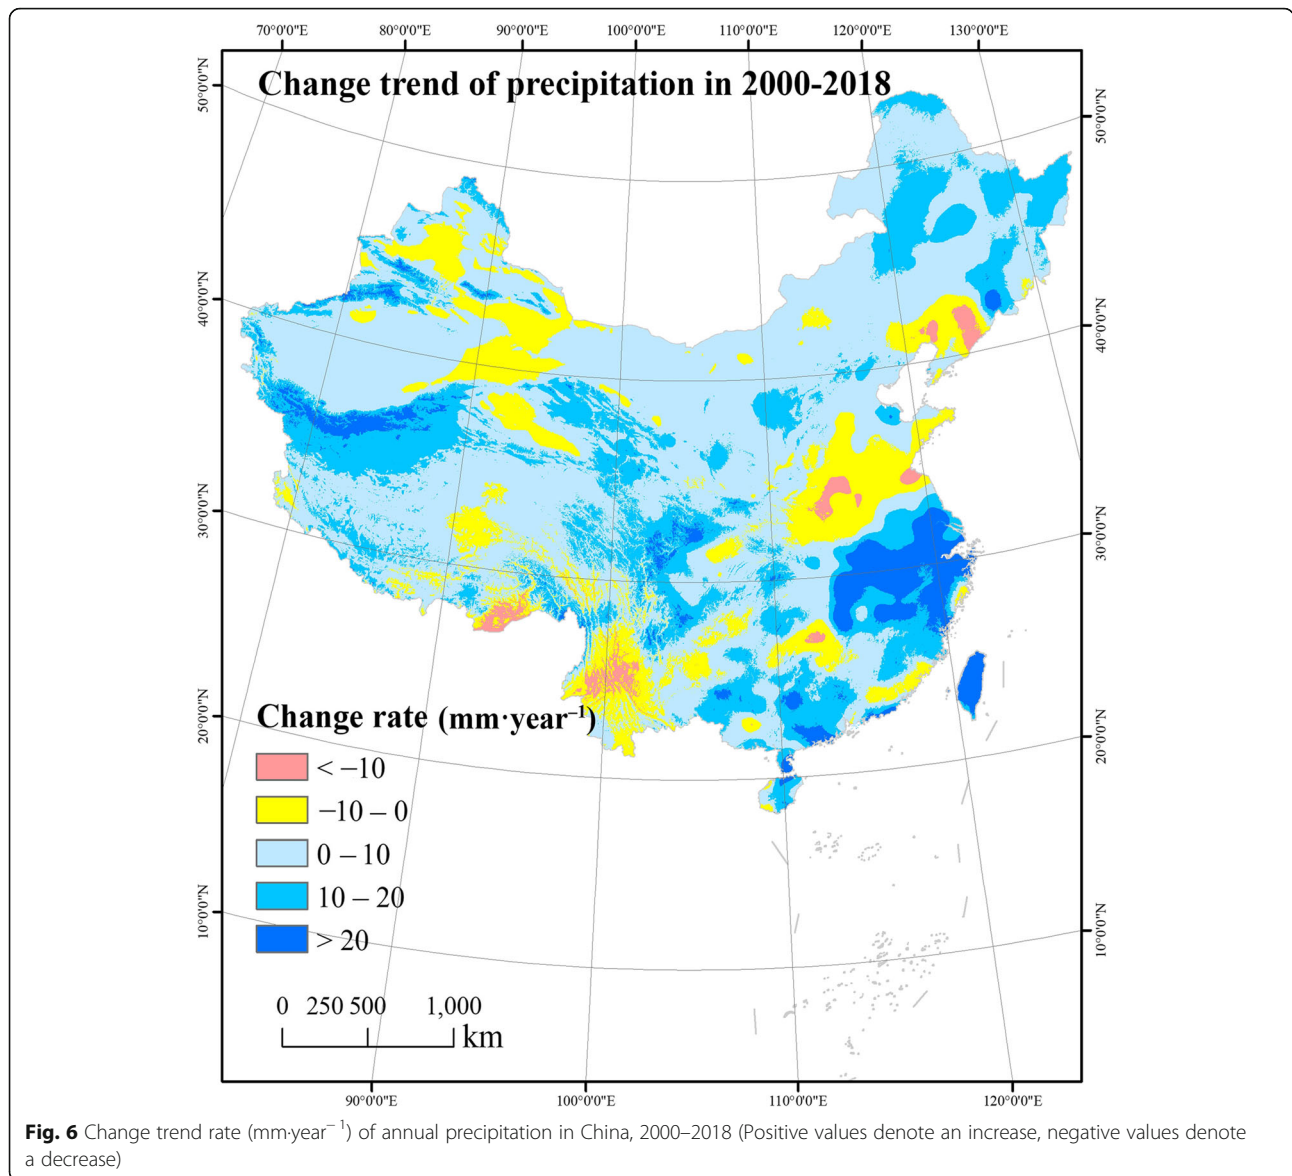 70°0'0"E 80°0'0"E 90°0'0"E 100°0'0"E 110°0'0"E 120°0'0"E 130°0'0"E
Change trend of precipitation in 2000-2018
50°0'0"N
40°0'0"N
30°0'0"N
20°0'0"N
10°0'0"N
50°0'0"N
40°0'0"N
30°0'0"N
20°0'0"N
10°0'0"N
Change rate (mm·year⁻¹)
< −10
−10 – 0
0 – 10
10 – 20
> 20
0 250 500 1,000
km
90°0'0"E 100°0'0"E 110°0'0"E 120°0'0"E
Fig. 6 Change trend rate (mm·year⁻¹) of annual precipitation in China, 2000–2018 (Positive values denote an increase, negative values denote
a decrease)